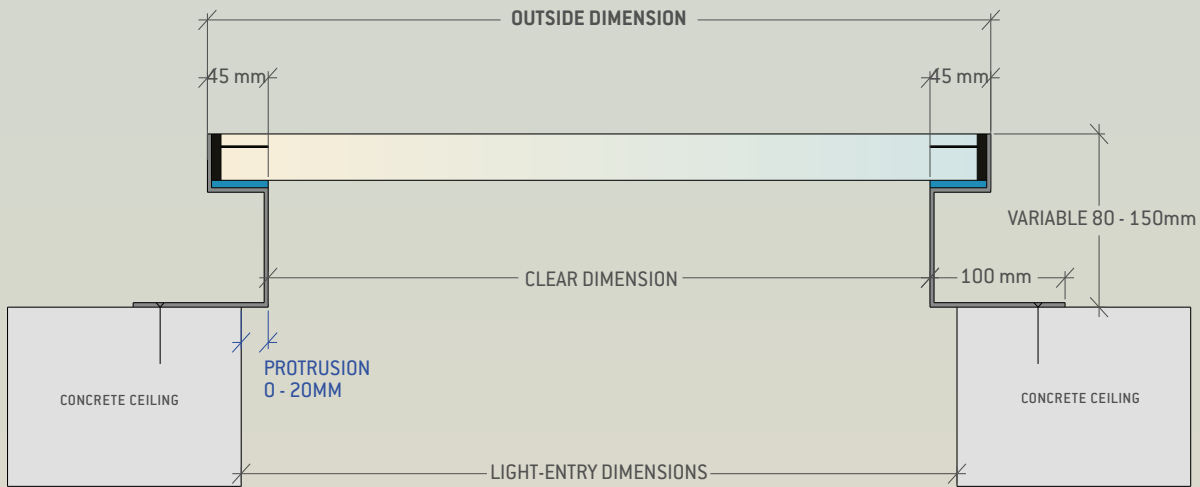 OUTSIDE DIMENSION
45 mm
45 mm
VARIABLE 80 - 150mm
CLEAR DIMENSION
100 mm
PROTRUSION
0 - 20MM
CONCRETE CEILING
CONCRETE CEILING
LIGHT-ENTRY DIMENSIONS